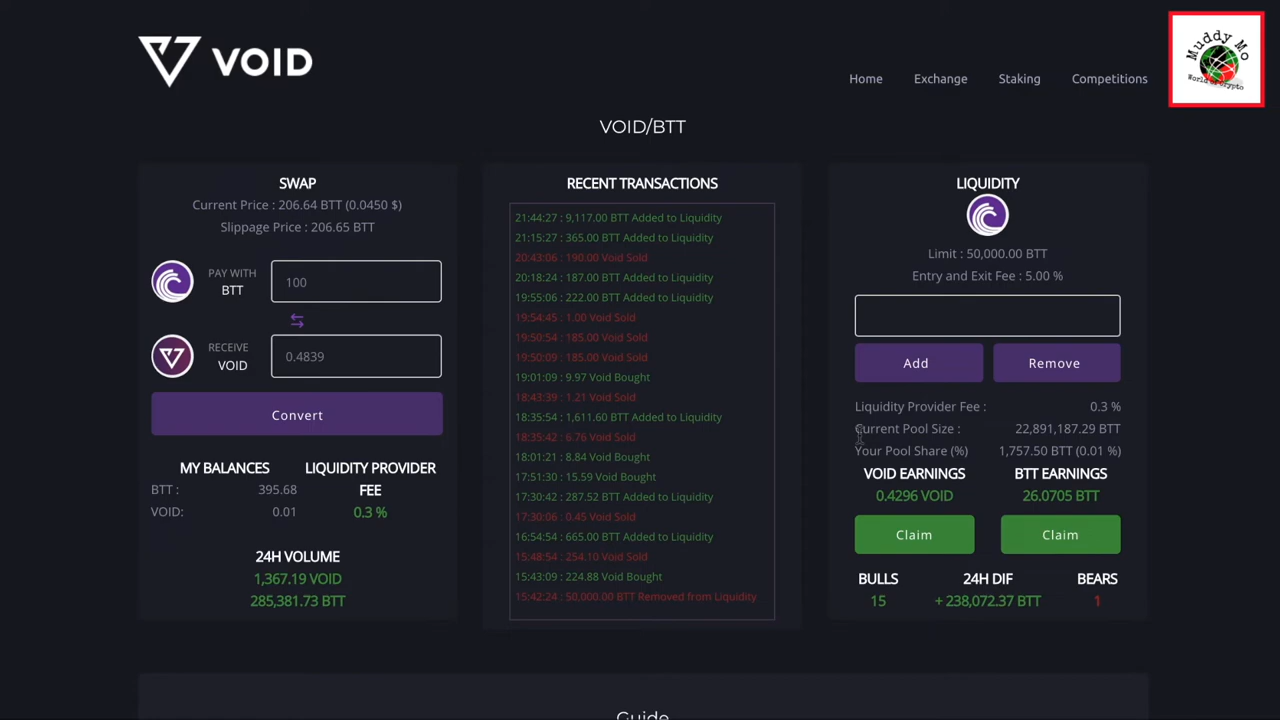 VOID
Muddy Mo
World of Crypto
Home
Exchange
Staking
Competitions
VOID/BTT
SWAP
Current Price : 206.64 BTT (0.0450 $)
Slippage Price : 206.65 BTT
PAY WITH
BTT
100
RECEIVE
VOID
0.4839
Convert
MY BALANCES
BTT : 395.68
VOID: 0.01
LIQUIDITY PROVIDER
FEE
0.3 %
24H VOLUME
1,367.19 VOID
285,381.73 BTT
RECENT TRANSACTIONS
21:44:27 : 9,117.00 BTT Added to Liquidity
21:15:27 : 365.00 BTT Added to Liquidity
20:43:06 : 190.00 Void Sold
20:18:24 : 187.00 BTT Added to Liquidity
19:55:06 : 222.00 BTT Added to Liquidity
19:54:45 : 1.00 Void Sold
19:50:54 : 185.00 Void Sold
19:50:09 : 185.00 Void Sold
19:01:09 : 9.97 Void Bought
18:43:39 : 1.21 Void Sold
18:35:54 : 1,611.60 BTT Added to Liquidity
18:35:42 : 6.76 Void Sold
18:01:21 : 8.84 Void Bought
17:51:30 : 15.59 Void Bought
17:30:42 : 287.52 BTT Added to Liquidity
17:30:06 : 0.45 Void Sold
16:54:54 : 665.00 BTT Added to Liquidity
15:48:54 : 254.10 Void Sold
15:43:09 : 224.88 Void Bought
15:42:24 : 50,000.00 BTT Removed from Liquidity
LIQUIDITY
Limit : 50,000.00 BTT
Entry and Exit Fee : 5.00 %
Add
Remove
Liquidity Provider Fee : 0.3 %
Current Pool Size : 22,891,187.29 BTT
Your Pool Share (%) 1,757.50 BTT (0.01 %)
VOID EARNINGS
0.4296 VOID
Claim
BTT EARNINGS
26.0705 BTT
Claim
BULLS
15
24H DIF
+ 238,072.37 BTT
BEARS
1
Guide